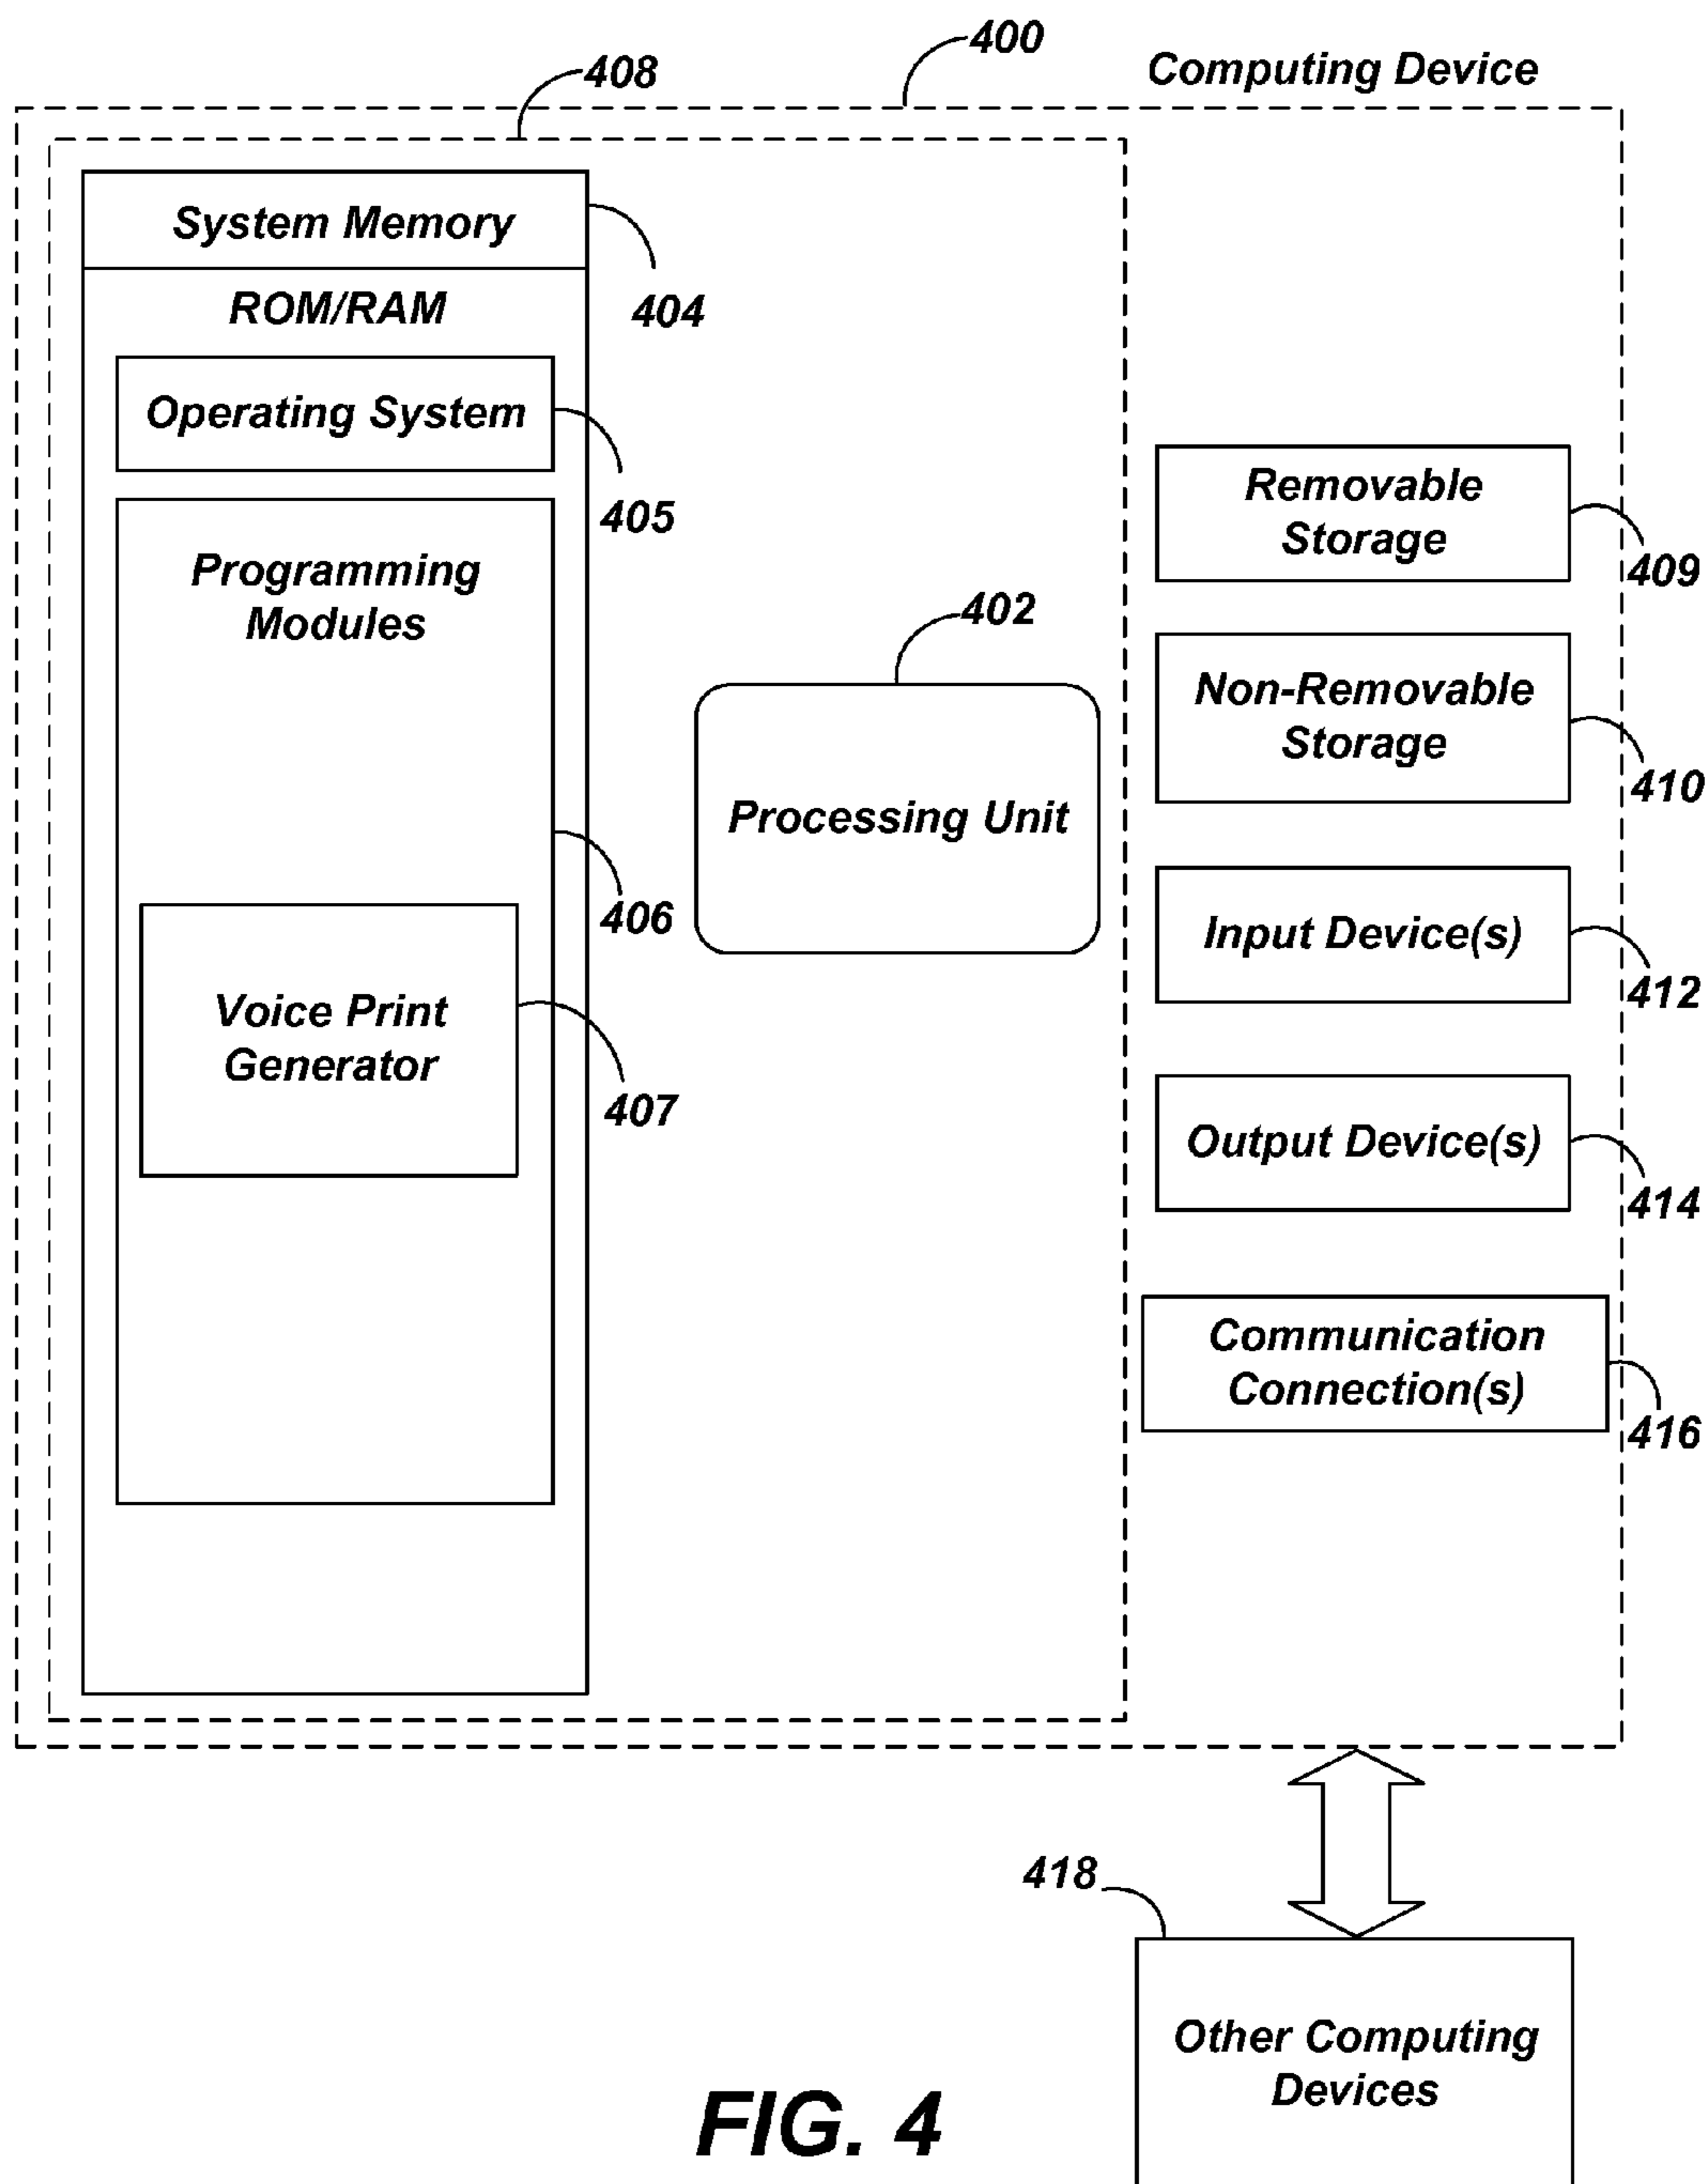 400
Computing Device
408
System Memory
404
ROM/RAM
Operating System
405
Programming
Modules
406
Voice Print
Generator
407
402
Processing Unit
Removable
Storage
409
Non-Removable
Storage
410
Input Device(s)
412
Output Device(s)
414
Communication
Connection(s)
416
418
Other Computing
Devices
FIG. 4